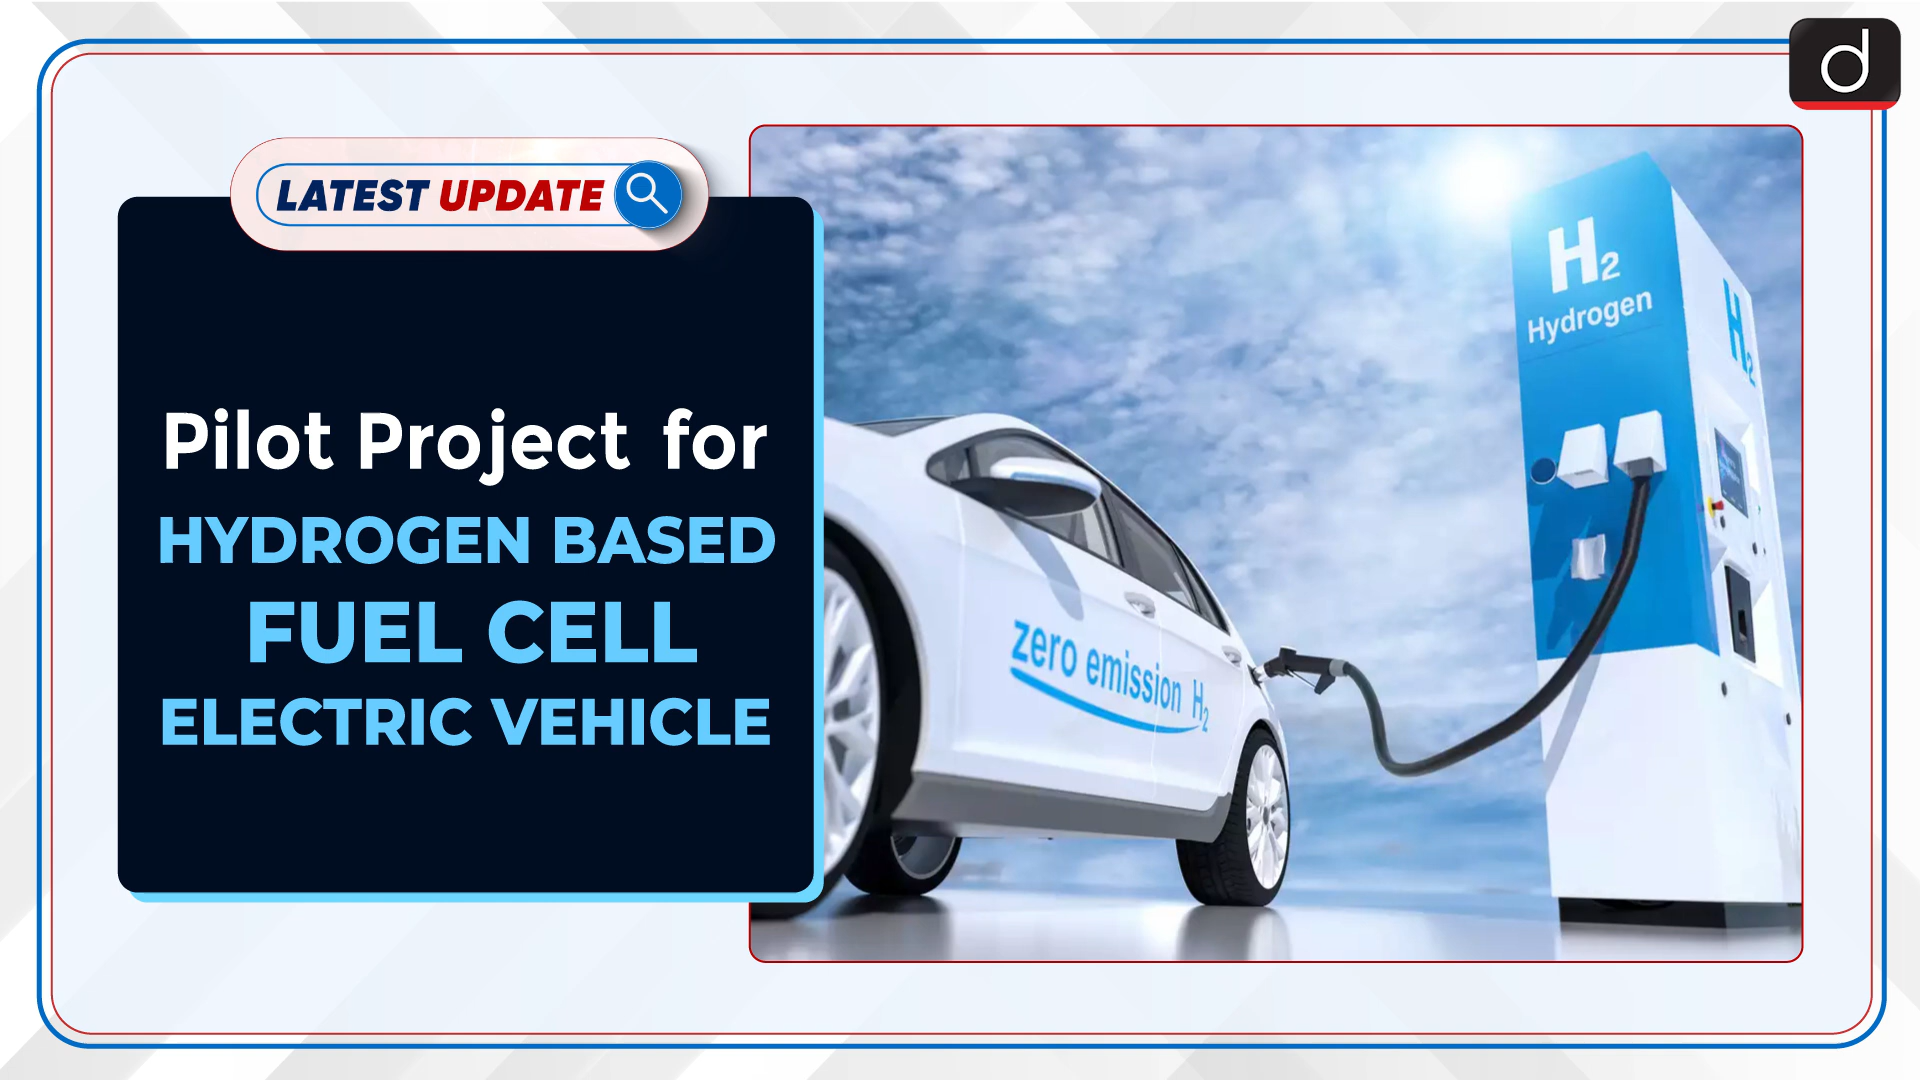 LATEST UPDATE
Pilot Project for
HYDROGEN BASED
FUEL CELL
ELECTRIC VEHICLE
d
H2
Hydrogen
H2
zero emission H2